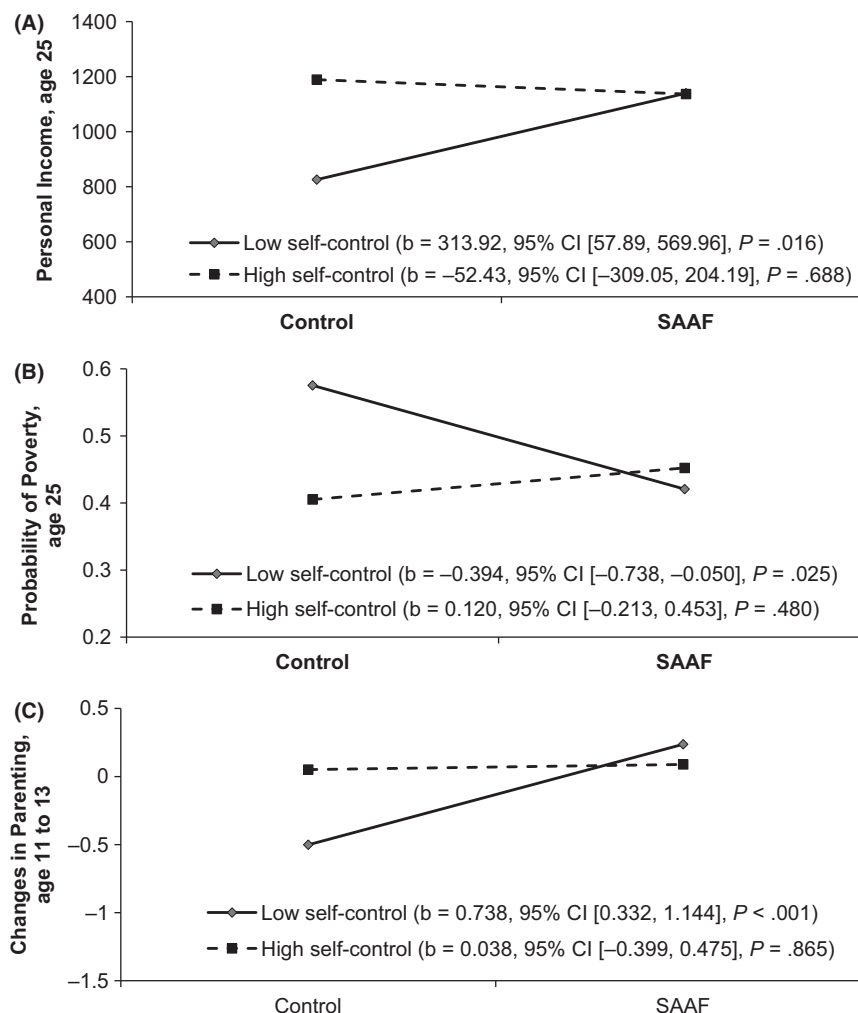 (A)
1400
1200
1000
800
600
400
Personal Income, age 25
Low self-control (b = 313.92, 95% CI [57.89, 569.96], P = .016)
High self-control (b = –52.43, 95% CI [–309.05, 204.19], P = .688)
Control
SAAF
(B)
0.6
0.5
0.4
0.3
0.2
Probability of Poverty,
age 25
Low self-control (b = –0.394, 95% CI [–0.738, –0.050], P = .025)
High self-control (b = 0.120, 95% CI [–0.213, 0.453], P = .480)
Control
SAAF
(C)
0.5
0
–0.5
–1
–1.5
Changes in Parenting,
age 11 to 13
Low self-control (b = 0.738, 95% CI [0.332, 1.144], P < .001)
High self-control (b = 0.038, 95% CI [–0.399, 0.475], P = .865)
Control
SAAF